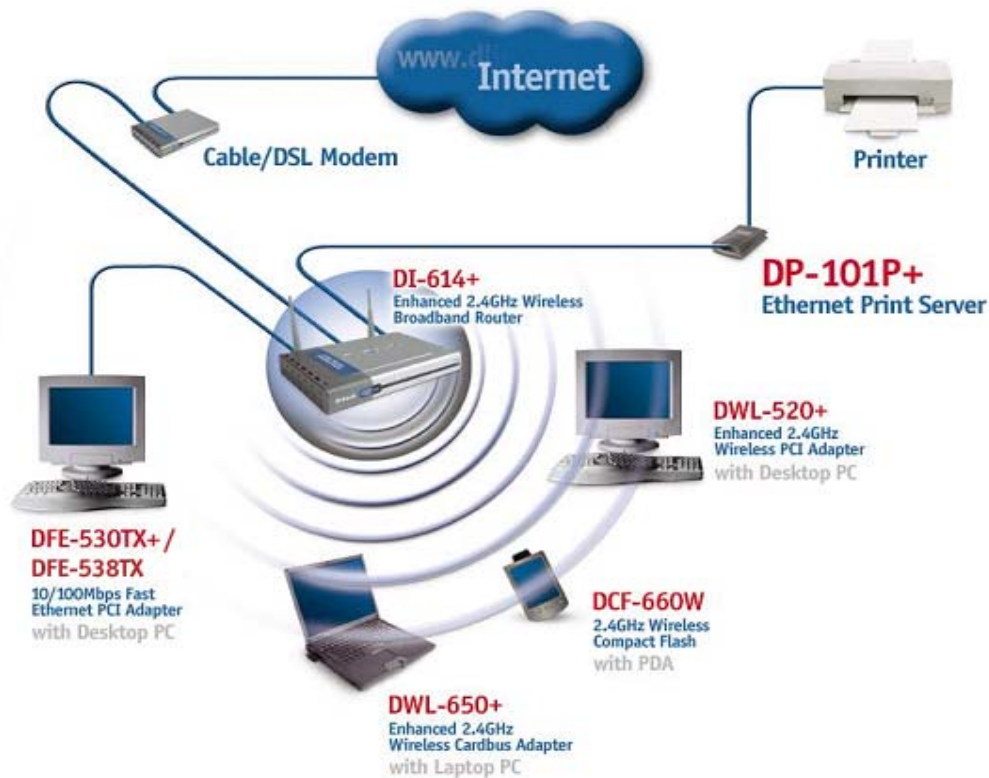 www.dli
Internet
Cable/DSL Modem
Printer
DI-614+
Enhanced 2.4GHz Wireless
Broadband Router
DP-101P+
Ethernet Print Server
DWL-520+
Enhanced 2.4GHz
Wireless PCI Adapter
with Desktop PC
DFE-530TX+ /
DFE-538TX
10/100Mbps Fast
Ethernet PCI Adapter
with Desktop PC
DCF-660W
2.4GHz Wireless
Compact Flash
with PDA
DWL-650+
Enhanced 2.4GHz
Wireless Cardbus Adapter
with Laptop PC